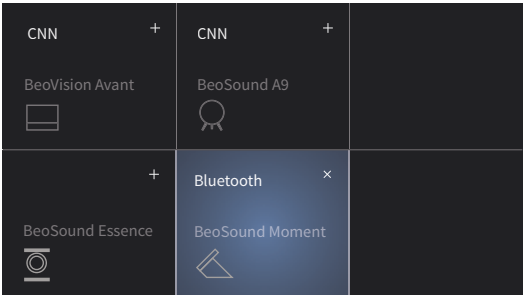 CNN
BeoVision Avant
CNN
BeoSound A9
BeoSound Essence
Bluetooth
BeoSound Moment